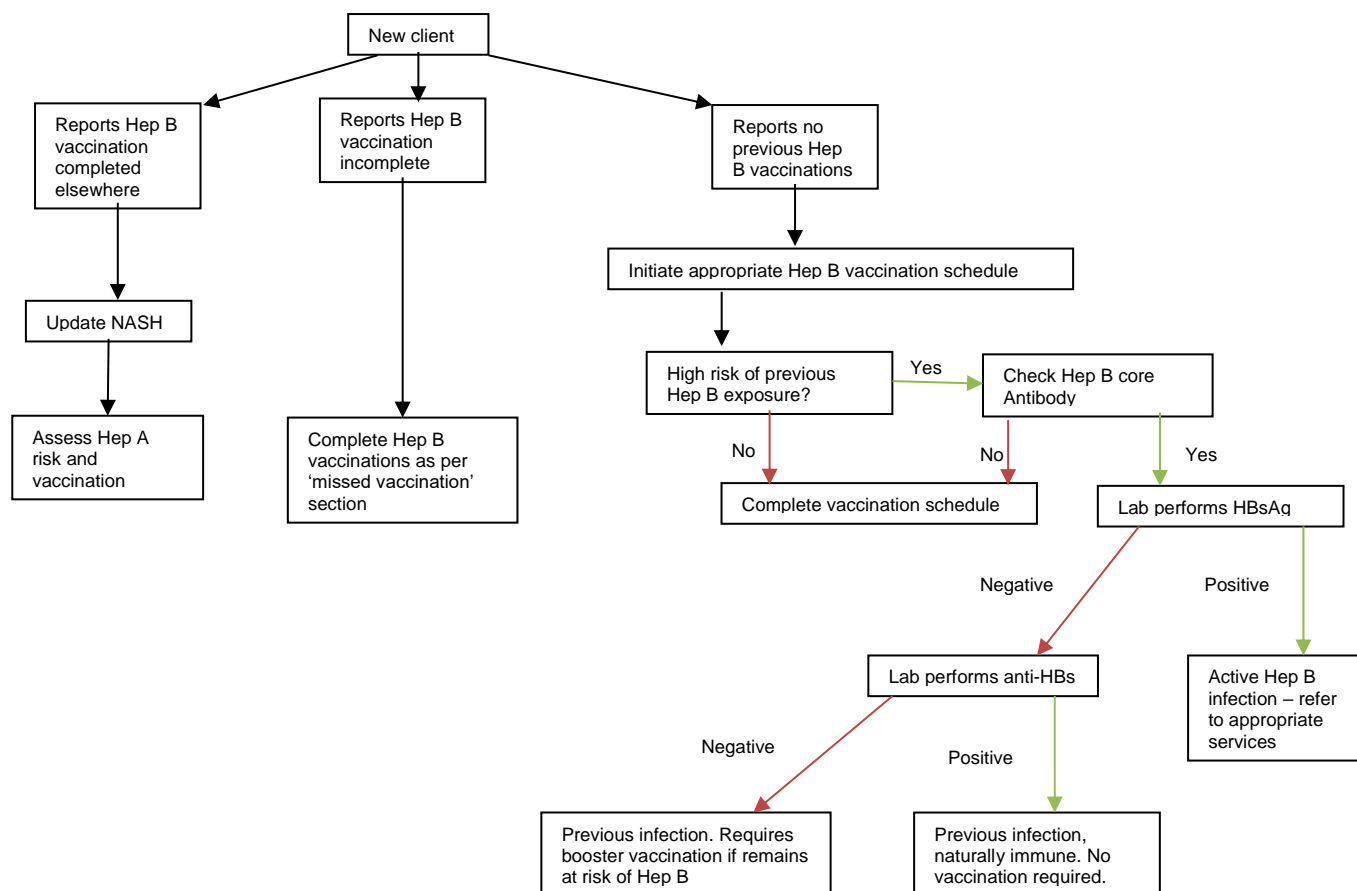 New client
Reports Hep B
vaccination
completed
elsewhere
Reports Hep B
vaccination
incomplete
Reports no
previous Hep
B vaccinations
Initiate appropriate Hep B vaccination schedule
Update NASH
High risk of previous
Hep B exposure?
Yes
Check Hep B core
Antibody
Assess Hep A
risk and
vaccination
Complete Hep B
vaccinations as per
‘missed vaccination’
section
No
No
Yes
Complete vaccination schedule
Lab performs HBsAg
Negative
Positive
Lab performs anti-HBs
Active Hep B
infection – refer
to appropriate
services
Negative
Positive
Previous infection. Requires
booster vaccination if remains
at risk of Hep B
Previous infection,
naturally immune. No
vaccination required.